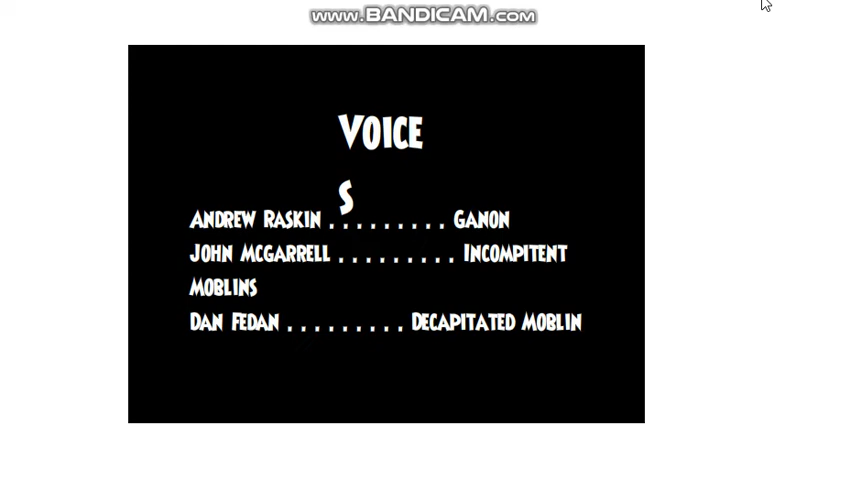 www.BANDICAM.com
VOICE
S
ANDREW RASKIN . . . . . . . . . GANON
JOHN MCGARRELL . . . . . . . . . INCOMPITENT
MOBLINS
DAN FEDAN . . . . . . . . . DECAPITATED MOBLIN